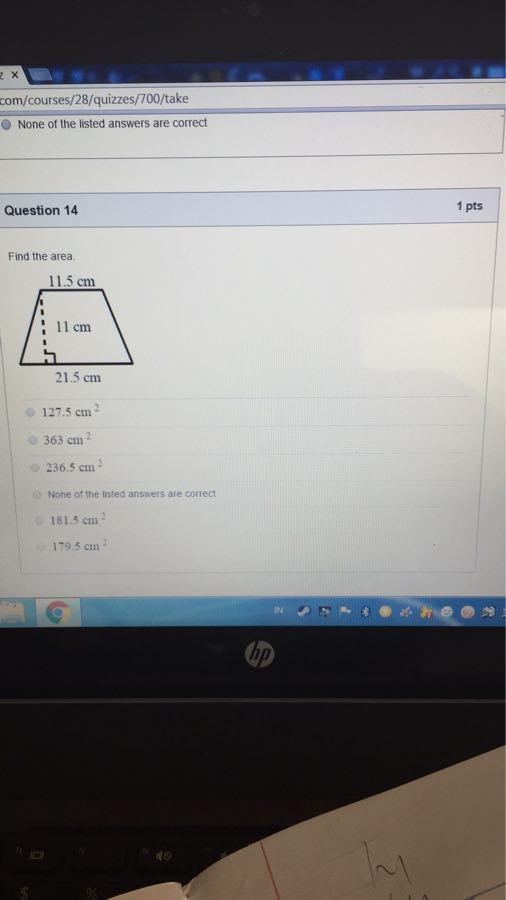 z x
com/courses/28/quizzes/700/take
None of the listed answers are correct
Question 14
1 pts
Find the area.
11.5 cm
11 cm
21.5 cm
127.5 cm 2
363 cm 2
236.5 cm 2
None of the listed answers are correct
181.5 cm 2
179.5 cm 2
IN
hp
$
%